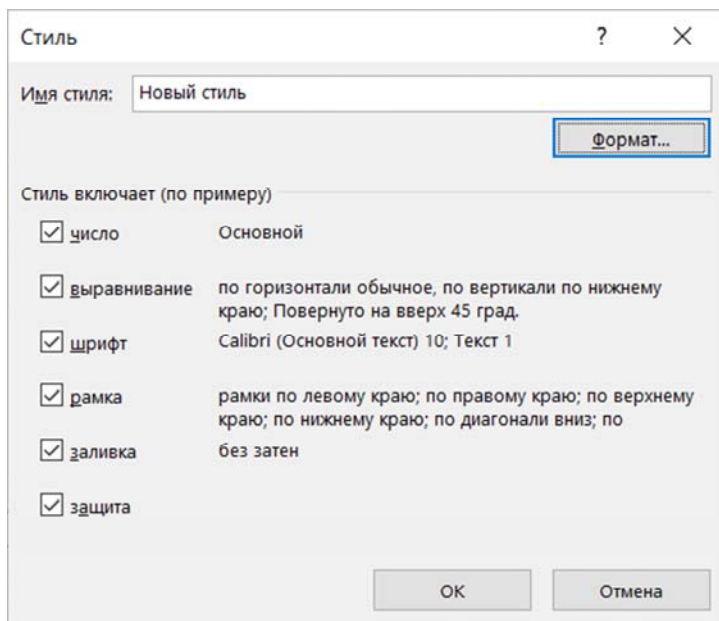 Стиль ?
Имя стиля: Новый стиль
Формат...
Стиль включает (по примеру)
число Основной
выравнивание по горизонтали обычное, по вертикали по нижнему
краю; Повернуто на вверх 45 град.
шрифт Calibri (Основной текст) 10; Текст 1
рамка рамки по левому краю; по правому краю; по верхнему
краю; по нижнему краю; по диагонали вниз; по
заливка без затен
защита
ОК Отмена